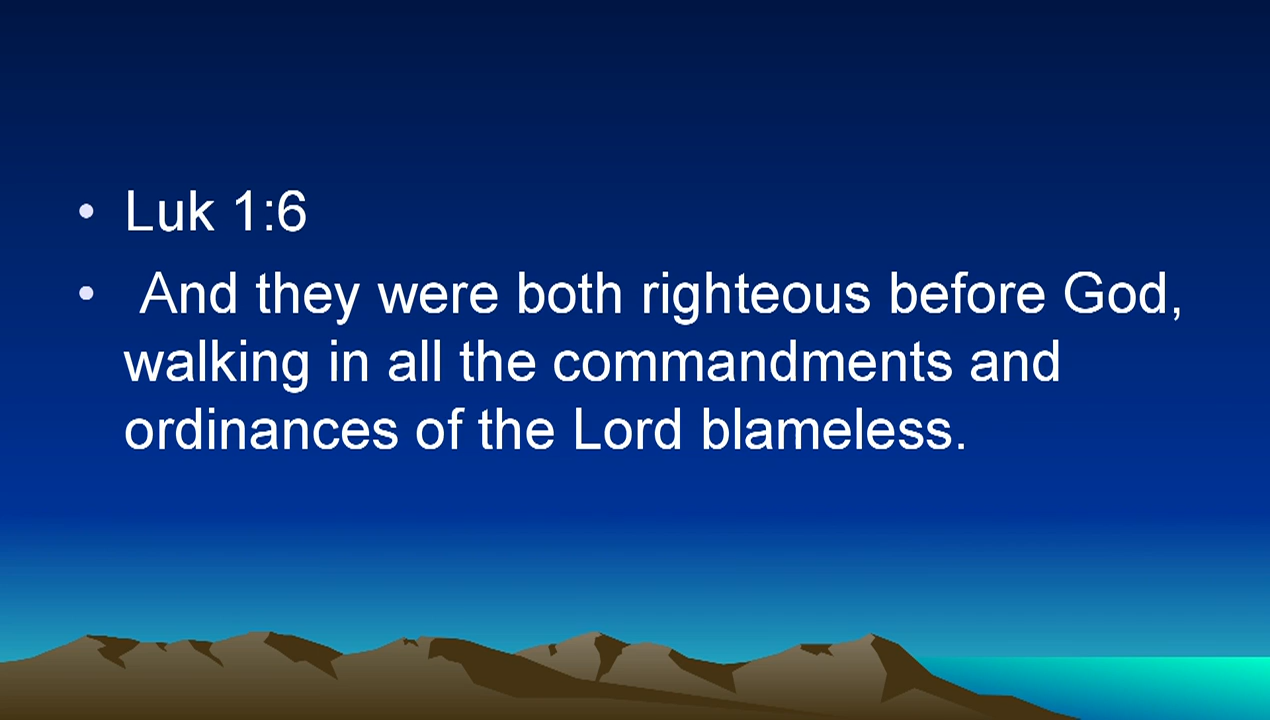 • Luk 1:6
• And they were both righteous before God,
walking in all the commandments and
ordinances of the Lord blameless.